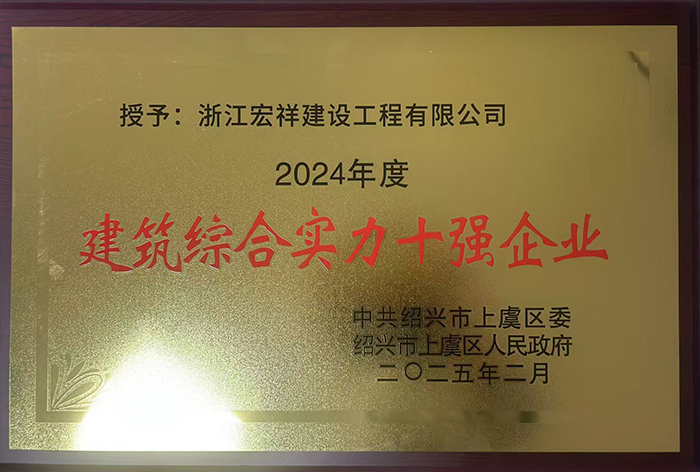 授予：浙江宏祥建设工程有限公司
2024年度
建筑综合实力十强企业
中共绍兴市上虞区委
绍兴市上虞区人民政府
二〇二五年二月